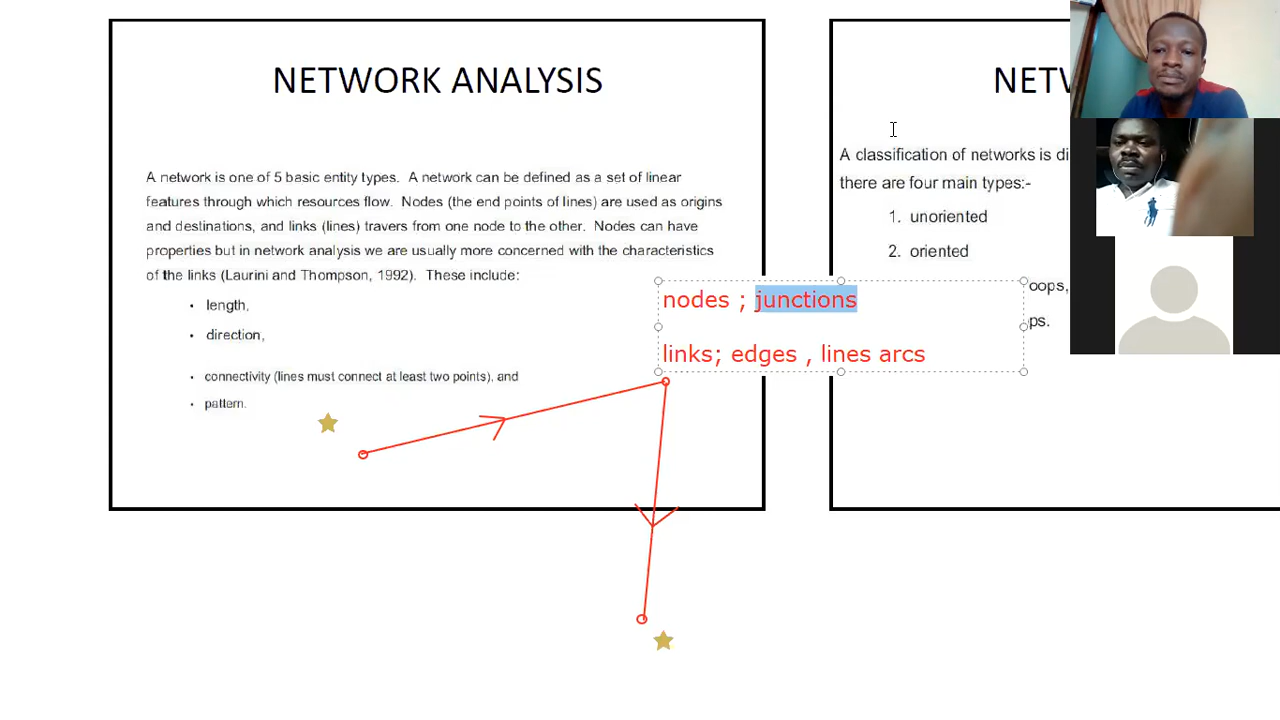 NETWORK ANALYSIS
A network is one of 5 basic entity types. A network can be defined as a set of linear
features through which resources flow. Nodes (the end points of lines) are used as origins
and destinations, and links (lines) travers from one node to the other. Nodes can have
properties but in network analysis we are usually more concerned with the characteristics
of the links (Laurini and Thompson, 1992). These include:
• length,
• direction,
• connectivity (lines must connect at least two points), and
• pattern.
nodes ; junctions
links; edges , lines arcs
A classification of networks is
there are four main types:-
1. unoriented
2. oriented